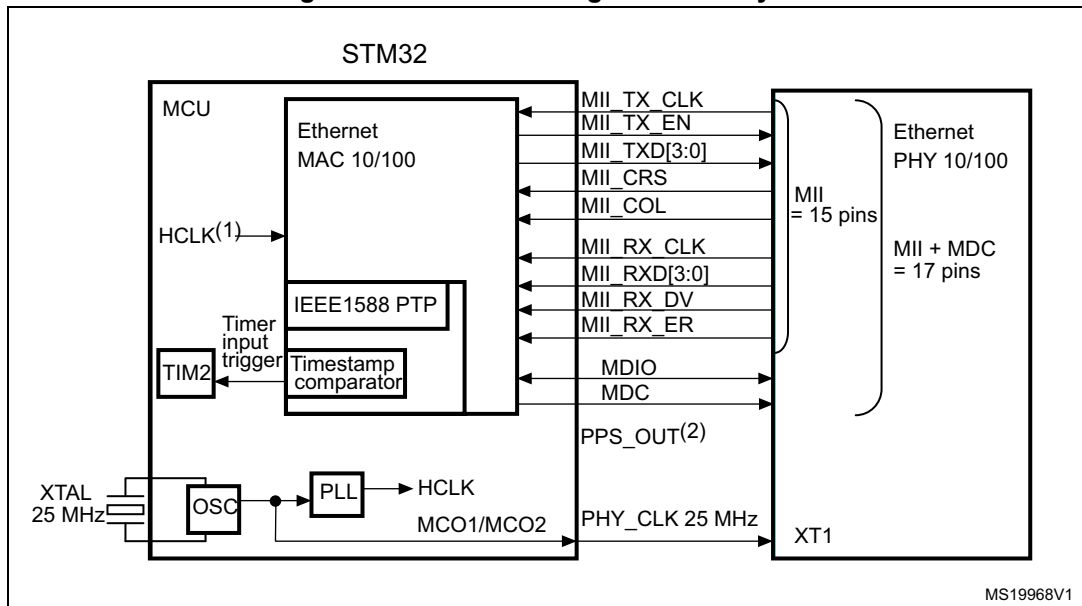 STM32
MCU
Ethernet
MAC 10/100
HCLK(1)
IEEE1588 PTP
Timer
input
trigger
TIM2
Timestamp
comparator
XTAL
25 MHz
OSC
PLL
HCLK
MCO1/MCO2
MII_TX_CLK
MII_TX_EN
MII_TXD[3:0]
MII_CRS
MII_COL
MII_RX_CLK
MII_RXD[3:0]
MII_RX_DV
MII_RX_ER
MDIO
MDC
PPS_OUT(2)
PHY_CLK 25 MHz
MII
= 15 pins
Ethernet
PHY 10/100
MII + MDC
= 17 pins
XT1
MS19968V1